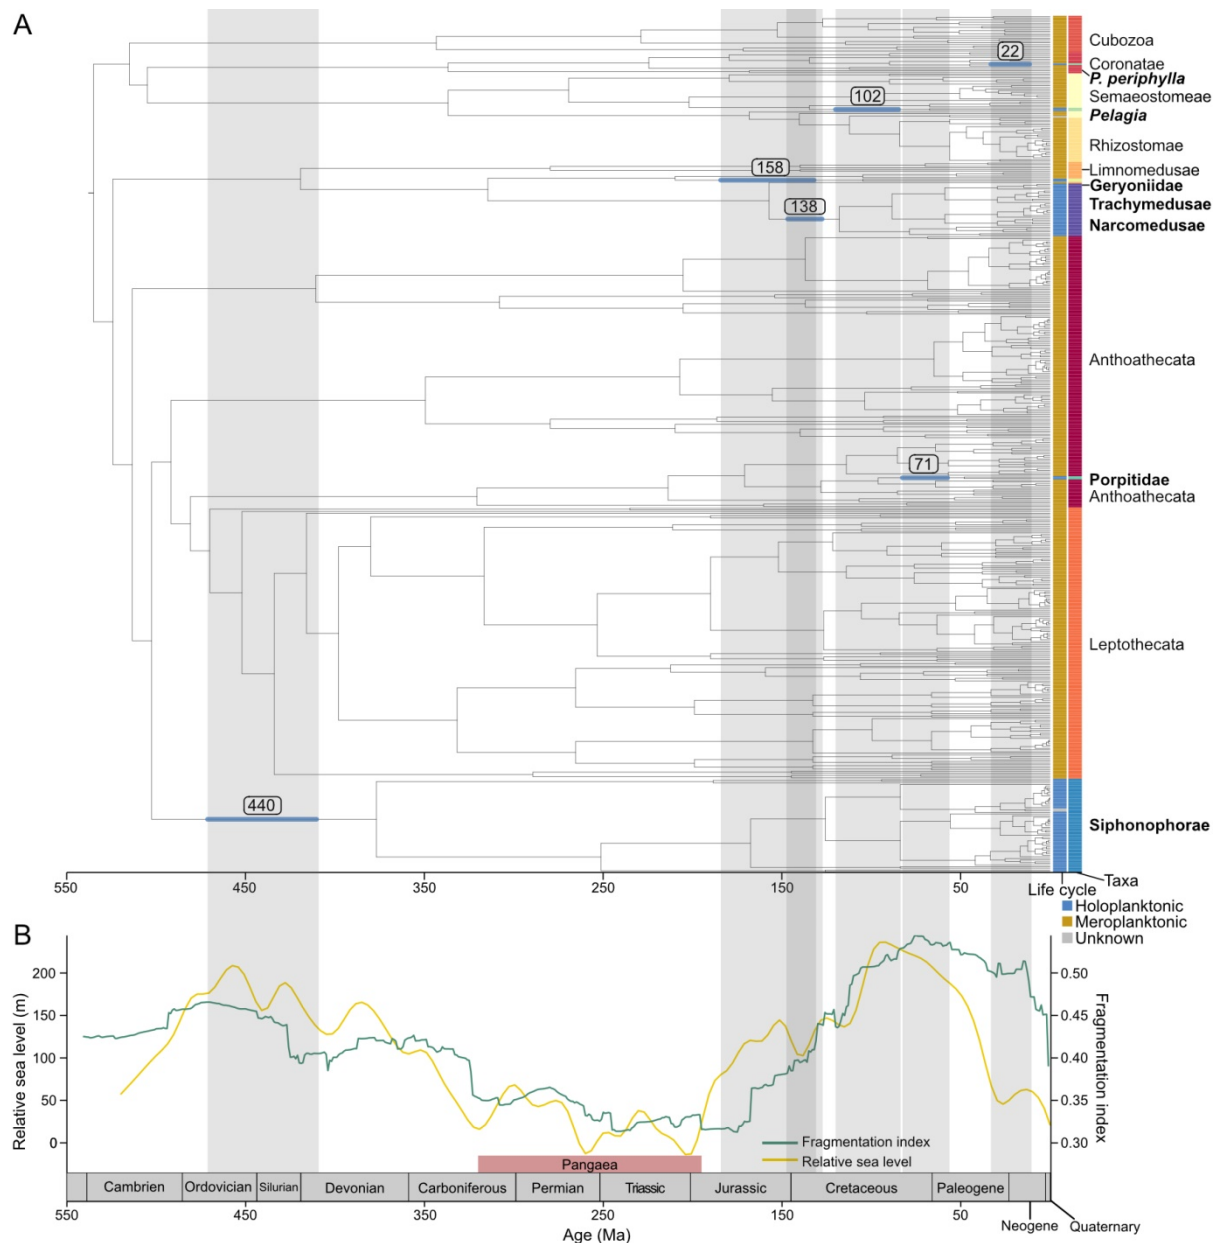 A
Cubozoa
22
Coronatae
P. periphylla
102
Semaeostomeae
Pelagia
Rhizostomae
158
Limnomedusae
Geryoniidae
138
Trachymedusae
Narcomedusae
Anthoathecata
71
Porpitidae
Anthoathecata
Leptothecata
440
Siphonophorae
550 450 350 250 150 50
Taxa
Life cycle
Holoplanktonic
Meroplanktonic
Unknown
B
Relative sea level (m)
200
150
100
50
0
Fragmentation index
0.50
0.45
0.40
0.35
0.30
Fragmentation index
Relative sea level
Pangaea
Cambrien Ordovician Silurian Devonian Carboniferous Permian Triassic Jurassic Cretaceous Paleogene
550 450 350 250 150 50
Neogene Quaternary
Age (Ma)